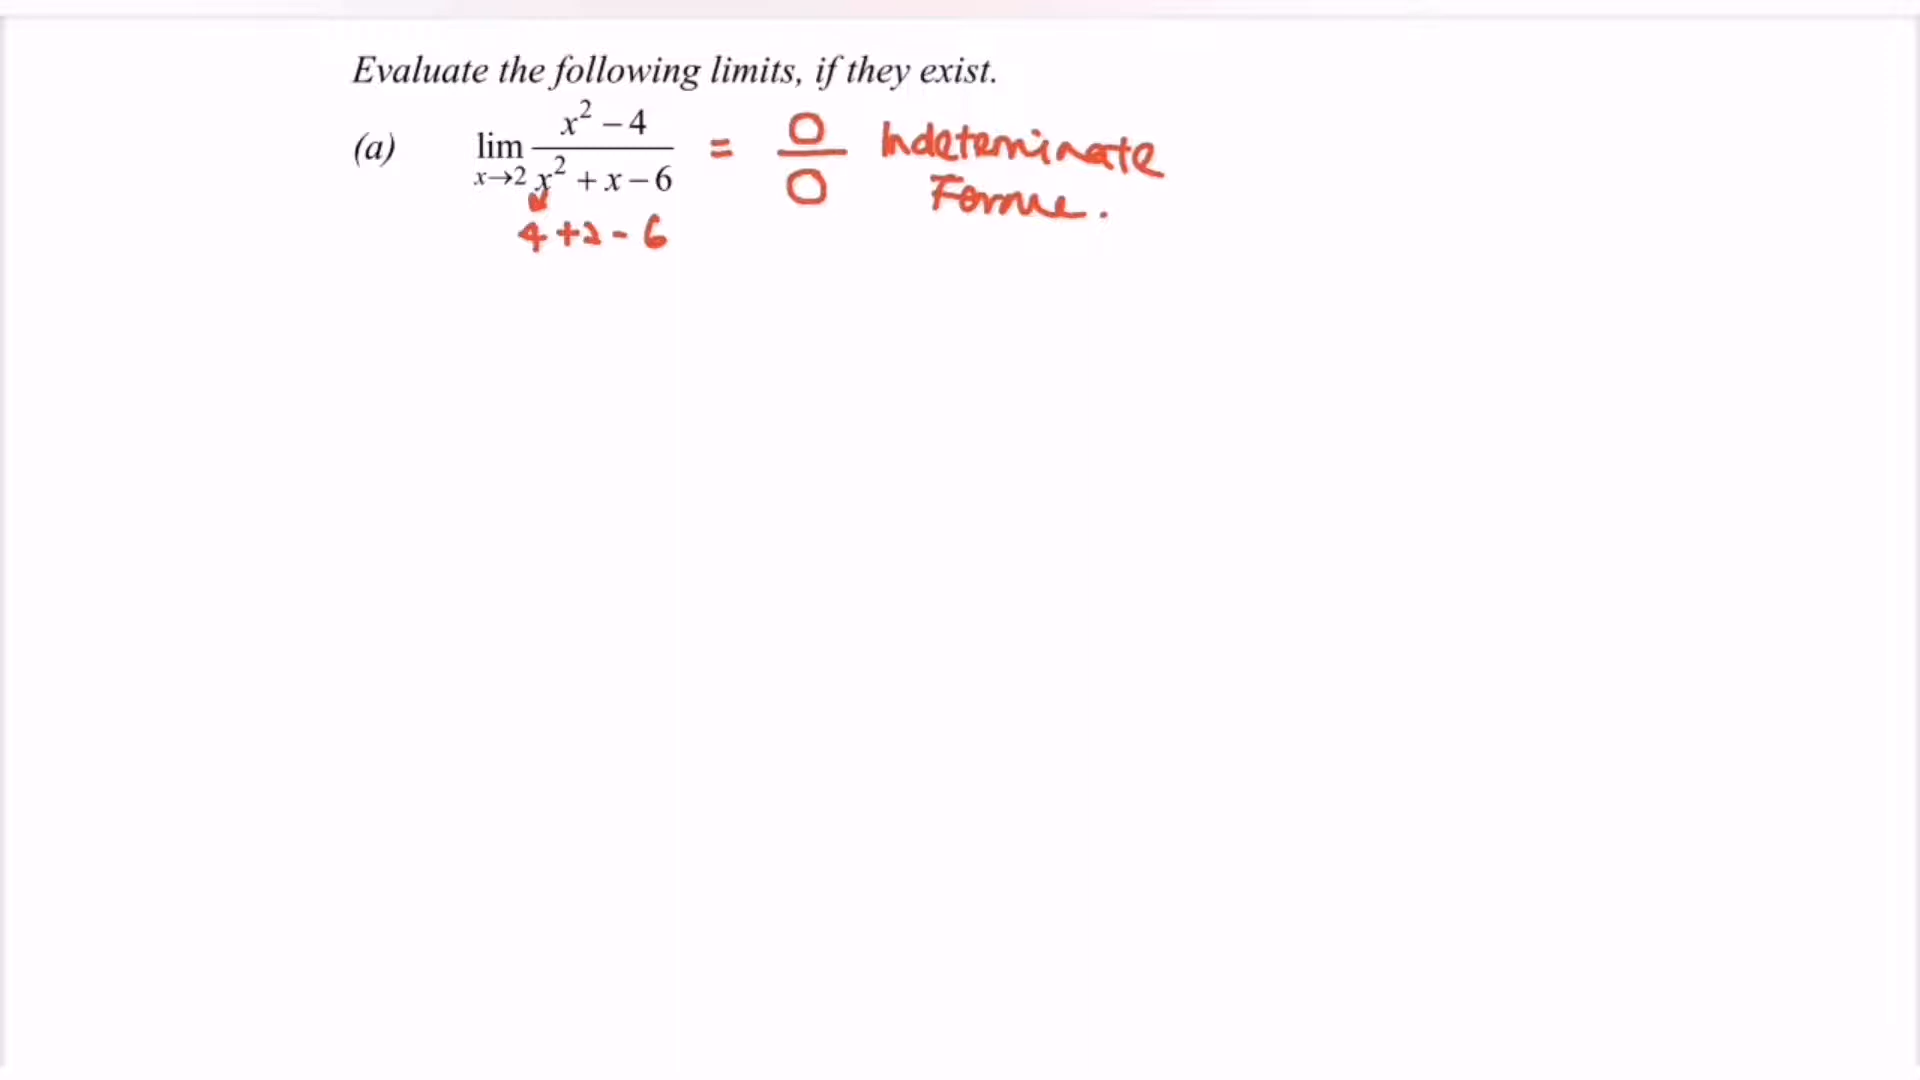 Evaluate the following limits, if they exist.
(a) lim x→2 (x² − 4)/(x² + x − 6) = 0/0 Indeterminate
4 + 2 - 6